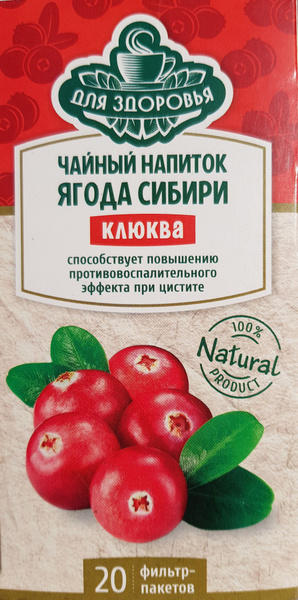 ДЛЯ ЗДОРОВЬЯ
ЧАЙНЫЙ НАПИТОК
ЯГОДА СИБИРИ
КЛЮКВА
способствует повышению
противовоспалительного
эффекта при цистите
100%
Natural
PRODUCT
20 фильтр-
пакетов